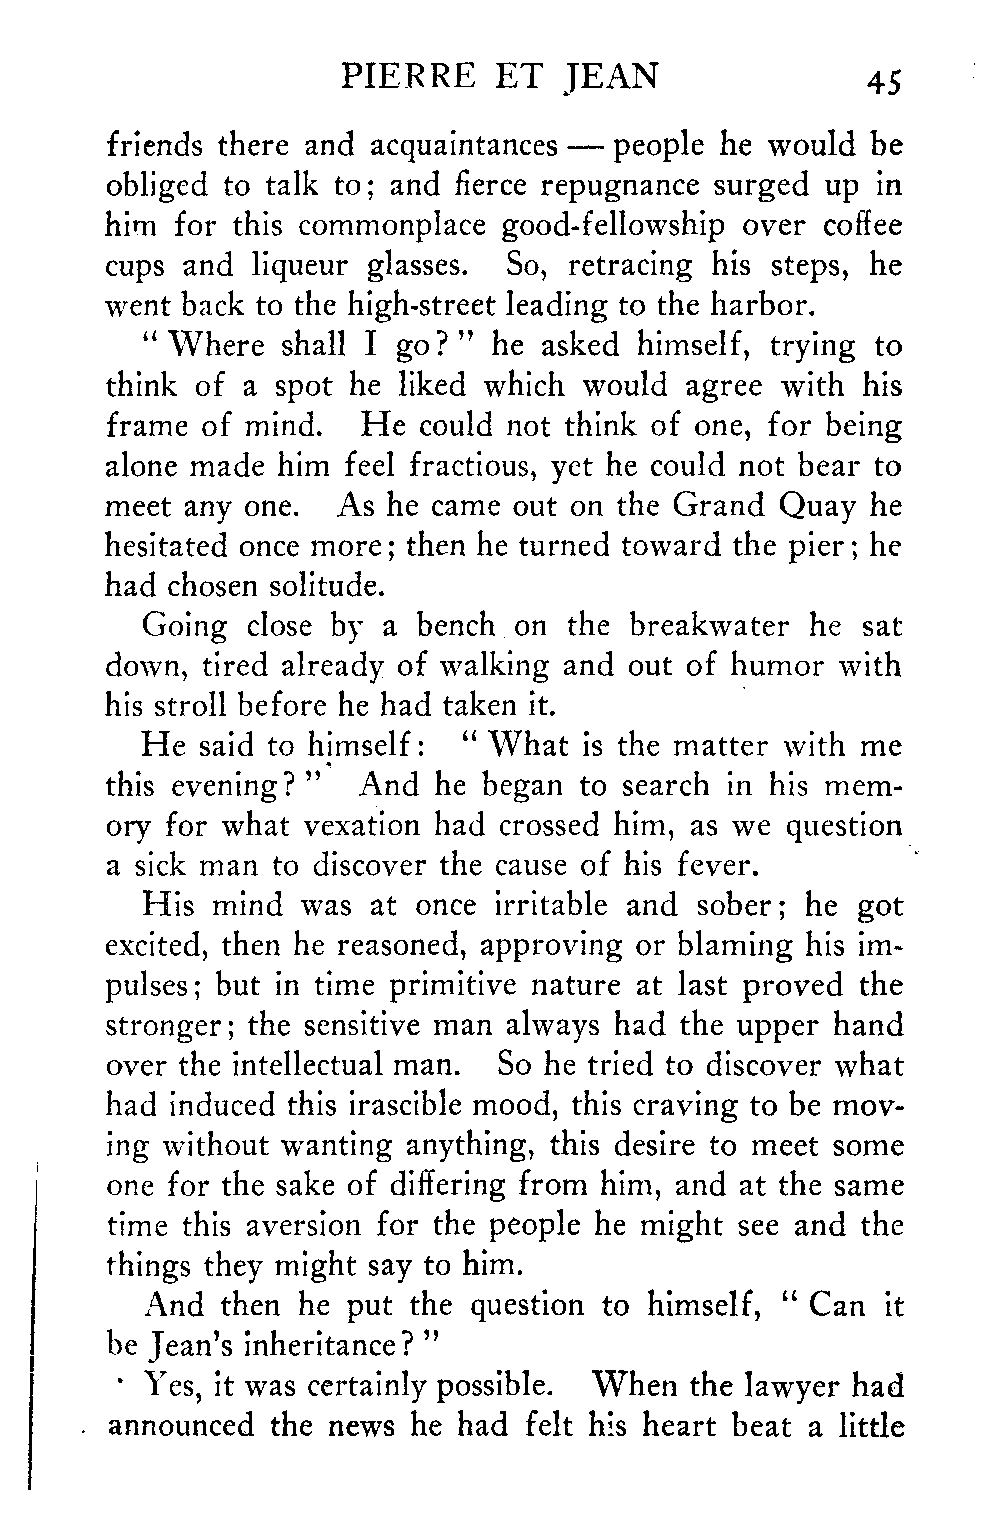 PIERRE ET JEAN 45
friends there and acquaintances — people he would be
obliged to talk to; and fierce repugnance surged up in
him for this commonplace good-fellowship over coffee
cups and liqueur glasses. So, retracing his steps, he
went back to the high-street leading to the harbor.
“ Where shall I go? ” he asked himself, trying to
think of a spot he liked which would agree with his
frame of mind. He could not think of one, for being
alone made him feel fractious, yet he could not bear to
meet any one. As he came out on the Grand Quay he
hesitated once more; then he turned toward the pier; he
had chosen solitude.
Going close by a bench on the breakwater he sat
down, tired already of walking and out of humor with
his stroll before he had taken it.
He said to himself: “ What is the matter with me
this evening? ” And he began to search in his mem-
ory for what vexation had crossed him, as we question
a sick man to discover the cause of his fever.
His mind was at once irritable and sober; he got
excited, then he reasoned, approving or blaming his im-
pulses; but in time primitive nature at last proved the
stronger; the sensitive man always had the upper hand
over the intellectual man. So he tried to discover what
had induced this irascible mood, this craving to be mov-
ing without wanting anything, this desire to meet some
one for the sake of differing from him, and at the same
time this aversion for the people he might see and the
things they might say to him.
And then he put the question to himself, “ Can it
be Jean’s inheritance? ”
Yes, it was certainly possible. When the lawyer had
announced the news he had felt his heart beat a little